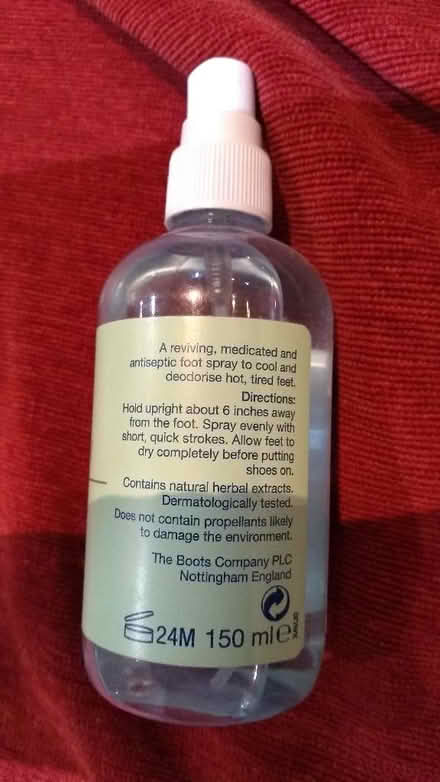 A reviving, medicated and
antiseptic foot spray to cool and
deodorise hot, tired feet.
Directions:
Hold upright about 6 inches away
from the foot. Spray evenly with
short, quick strokes. Allow feet to
dry completely before putting
shoes on.
Contains natural herbal extracts.
Dermatologically tested.
Does not contain propellants likely
to damage the environment.
The Boots Company PLC
Nottingham England
24M 150 ml e